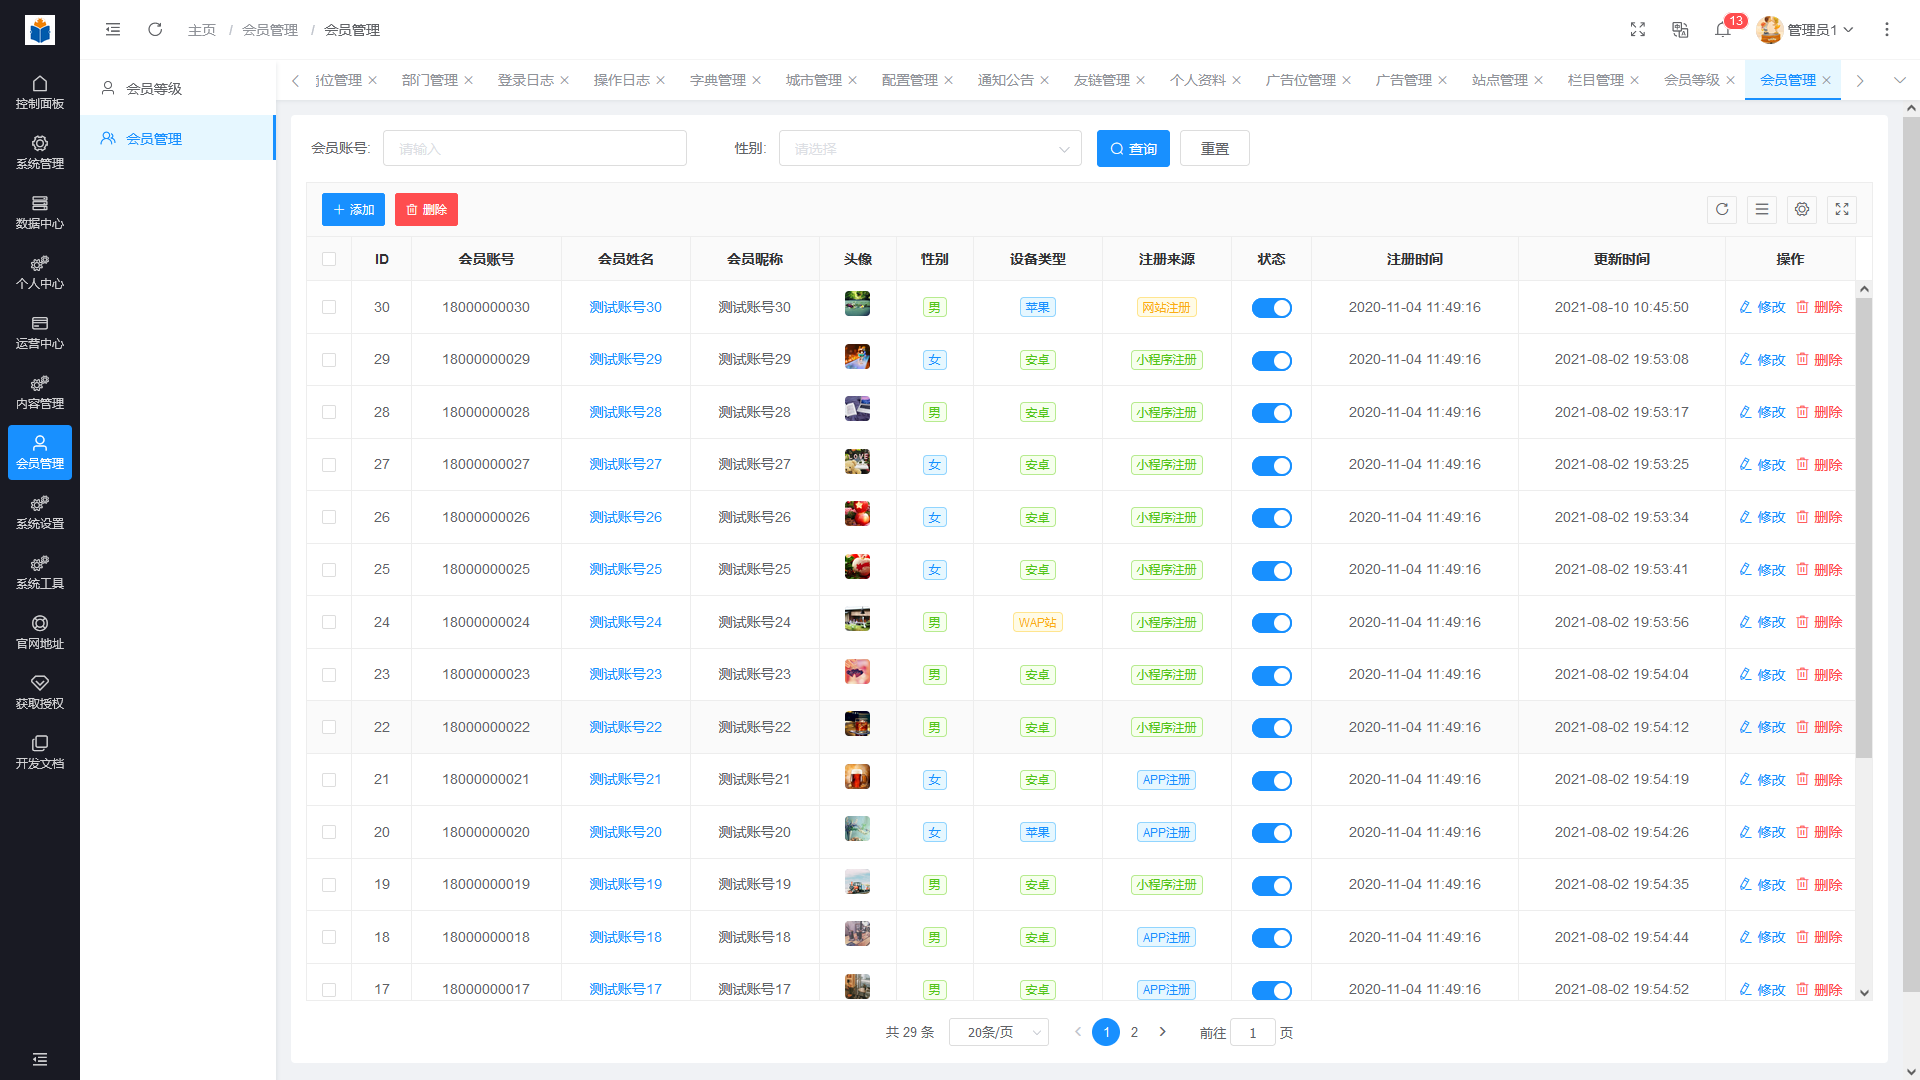 主页 / 会员管理 / 会员管理
13
管理员1
控制面板
系统管理
数据中心
个人中心
运营中心
内容管理
会员管理
系统设置
系统工具
官网地址
获取授权
开发文档
会员等级
会员管理
位管理 部门管理 登录日志 操作日志 字典管理 城市管理 配置管理 通知公告 友链管理 个人资料 广告位管理 广告管理 站点管理 栏目管理 会员等级 会员管理
会员账号: 请输入 性别: 请选择 查询 重置
添加 删除
ID 会员账号 会员姓名 会员昵称 头像 性别 设备类型 注册来源 状态 注册时间 更新时间 操作
30 18000000030 测试账号30 测试账号30 男 苹果 网站注册 2020-11-04 11:49:16 2021-08-10 10:45:50 修改 删除
29 18000000029 测试账号29 测试账号29 女 安卓 小程序注册 2020-11-04 11:49:16 2021-08-02 19:53:08 修改 删除
28 18000000028 测试账号28 测试账号28 男 安卓 小程序注册 2020-11-04 11:49:16 2021-08-02 19:53:17 修改 删除
27 18000000027 测试账号27 测试账号27 女 安卓 小程序注册 2020-11-04 11:49:16 2021-08-02 19:53:25 修改 删除
26 18000000026 测试账号26 测试账号26 女 安卓 小程序注册 2020-11-04 11:49:16 2021-08-02 19:53:34 修改 删除
25 18000000025 测试账号25 测试账号25 女 安卓 小程序注册 2020-11-04 11:49:16 2021-08-02 19:53:41 修改 删除
24 18000000024 测试账号24 测试账号24 男 WAP站 小程序注册 2020-11-04 11:49:16 2021-08-02 19:53:56 修改 删除
23 18000000023 测试账号23 测试账号23 男 安卓 小程序注册 2020-11-04 11:49:16 2021-08-02 19:54:04 修改 删除
22 18000000022 测试账号22 测试账号22 男 安卓 小程序注册 2020-11-04 11:49:16 2021-08-02 19:54:12 修改 删除
21 18000000021 测试账号21 测试账号21 女 安卓 APP注册 2020-11-04 11:49:16 2021-08-02 19:54:19 修改 删除
20 18000000020 测试账号20 测试账号20 女 苹果 APP注册 2020-11-04 11:49:16 2021-08-02 19:54:26 修改 删除
19 18000000019 测试账号19 测试账号19 男 安卓 小程序注册 2020-11-04 11:49:16 2021-08-02 19:54:35 修改 删除
18 18000000018 测试账号18 测试账号18 男 安卓 APP注册 2020-11-04 11:49:16 2021-08-02 19:54:44 修改 删除
17 18000000017 测试账号17 测试账号17 男 安卓 APP注册 2020-11-04 11:49:16 2021-08-02 19:54:52 修改 删除
共 29 条 20条/页 1 2 前往 1 页